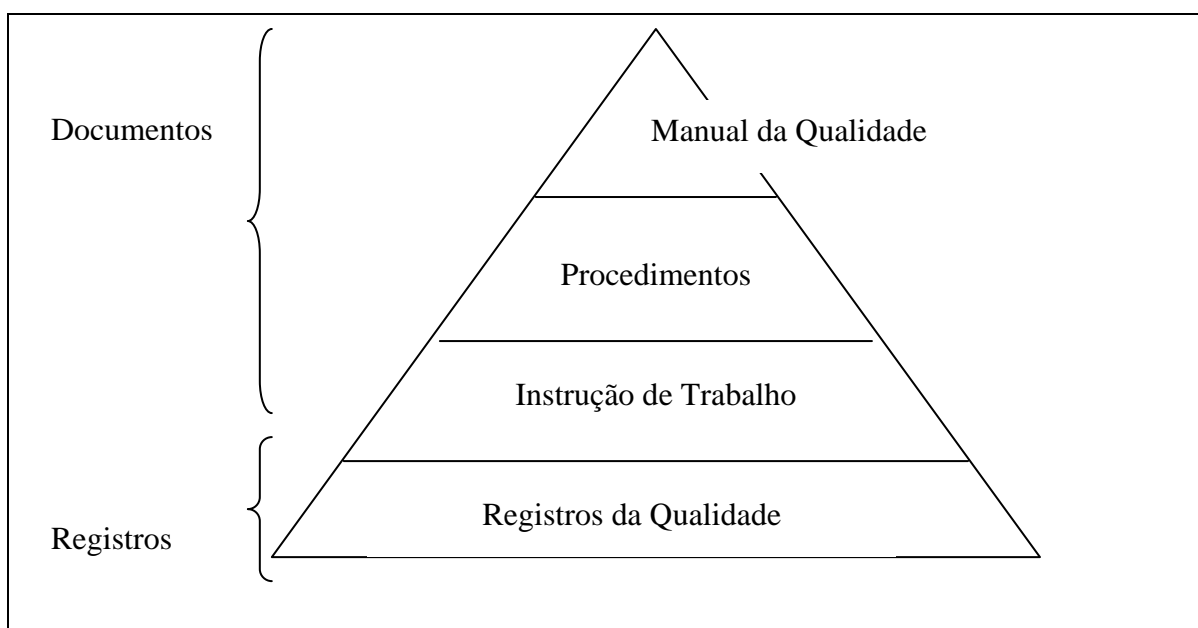 Documentos
Manual da Qualidade
Procedimentos
Instrução de Trabalho
Registros da Qualidade
Registros